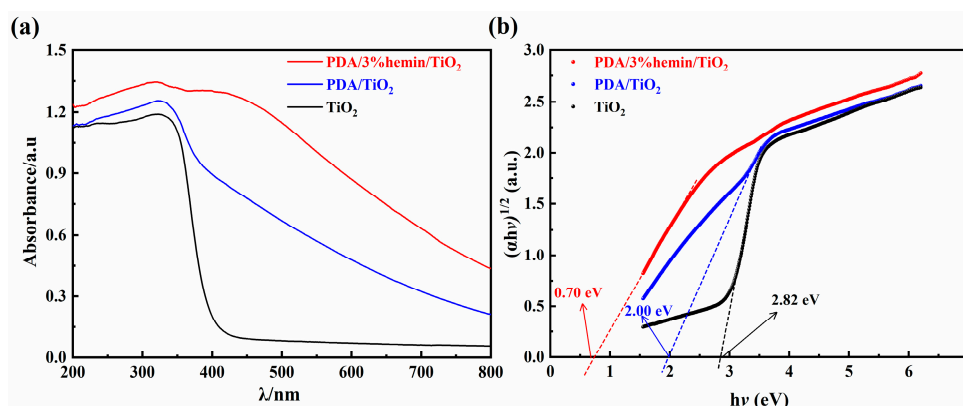 (a)
1.5
1.2
0.9
0.6
0.3
0.0
Absorbance/a.u
PDA/3%hemin/TiO₂
PDA/TiO₂
TiO₂
200 300 400 500 600 700 800
λ/nm
(b)
3.0
2.5
2.0
1.5
1.0
0.5
0.0
(αhν)^1/2 (a.u.)
PDA/3%hemin/TiO₂
PDA/TiO₂
TiO₂
0.70 eV
2.00 eV
2.82 eV
0 1 2 3 4 5 6
hν (eV)